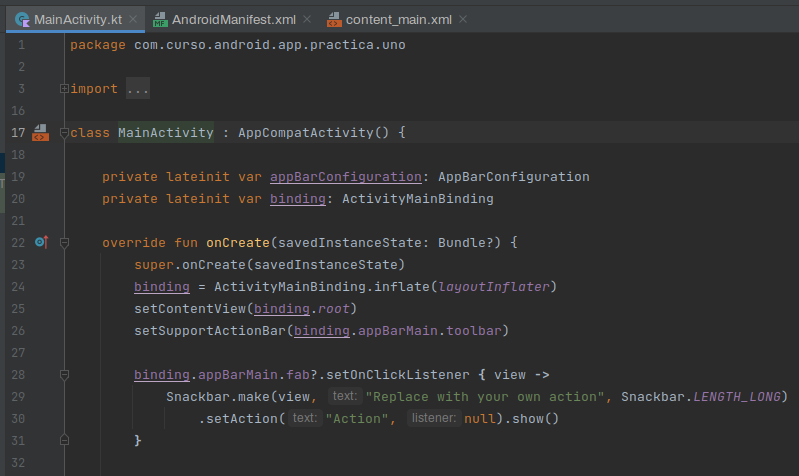 MainActivity.kt × AndroidManifest.xml × content_main.xml ×
1 package com.curso.android.app.practica.uno
2
3 import ...
16
17 class MainActivity : AppCompatActivity() {
18
19 private lateinit var appBarConfiguration: AppBarConfiguration
20 private lateinit var binding: ActivityMainBinding
21
22 override fun onCreate(savedInstanceState: Bundle?) {
23 super.onCreate(savedInstanceState)
24 binding = ActivityMainBinding.inflate(layoutInflater)
25 setContentView(binding.root)
26 setSupportActionBar(binding.appBarMain.toolbar)
27
28 binding.appBarMain.fab?.setOnClickListener { view ->
29 Snackbar.make(view, text: "Replace with your own action", Snackbar.LENGTH_LONG)
30 .setAction( text: "Action", listener: null).show()
31 }
32